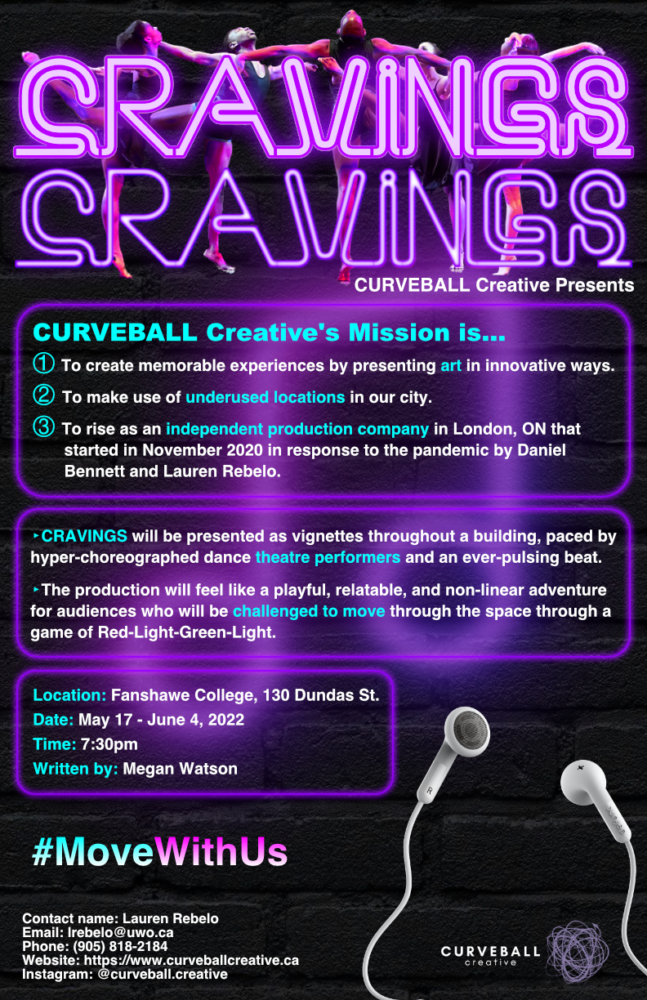 CRAViNGS
CRAViNGS
CURVEBALL Creative Presents
CURVEBALL Creative's Mission is...
① To create memorable experiences by presenting art in innovative ways.
② To make use of underused locations in our city.
③ To rise as an independent production company in London, ON that
started in November 2020 in response to the pandemic by Daniel
Bennett and Lauren Rebelo.
‣CRAVINGS will be presented as vignettes throughout a building, paced by
hyper-choreographed dance theatre performers and an ever-pulsing beat.
‣The production will feel like a playful, relatable, and non-linear adventure
for audiences who will be challenged to move through the space through a
game of Red-Light-Green-Light.
Location: Fanshawe College, 130 Dundas St.
Date: May 17 - June 4, 2022
Time: 7:30pm
Written by: Megan Watson
R
#MoveWithUs
Contact name: Lauren Rebelo
Email: lrebelo@uwo.ca
Phone: (905) 818-2184
Website: https://www.curveballcreative.ca
Instagram: @curveball.creative
CURVEBALL
creative